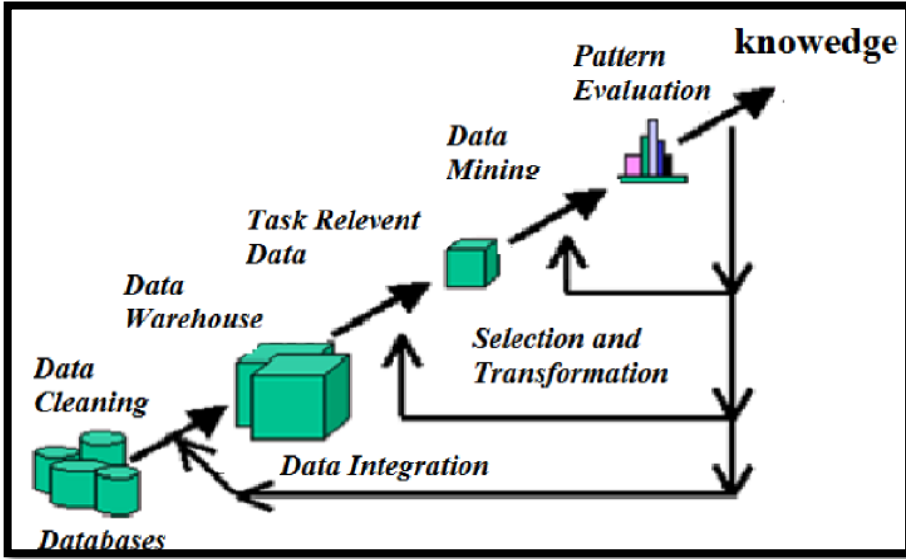 knowedge
Pattern
Evaluation
Data
Mining
Task Relevent
Data
Data
Warehouse
Selection and
Transformation
Data
Cleaning
Data Integration
Databases